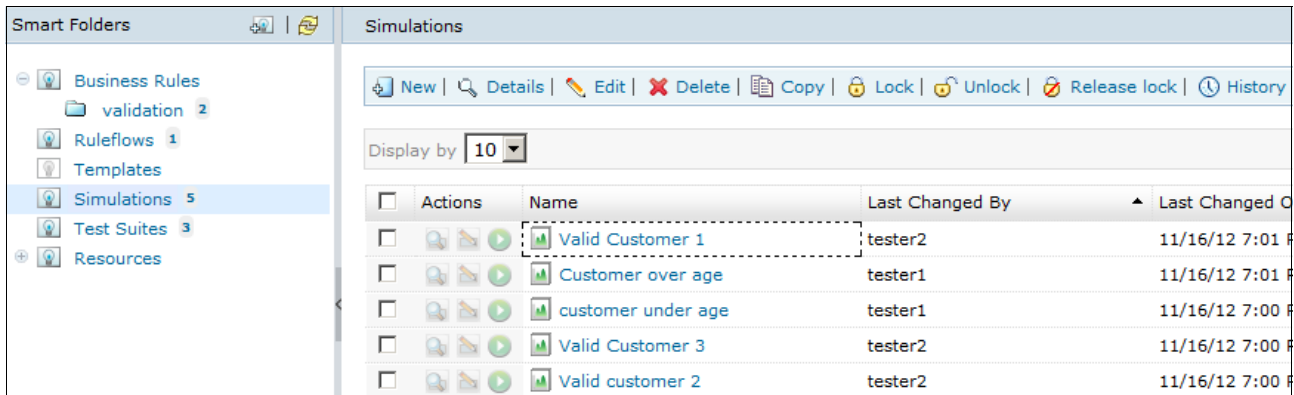 Smart Folders |
Simulations
Business Rules
validation 2
Ruleflows 1
Templates
Simulations 5
Test Suites 3
Resources
New | Details | Edit | Delete | Copy | Lock | Unlock | Release lock | History
Display by 10
Actions Name Last Changed By Last Changed
Valid Customer 1 tester2 11/16/12 7:01
Customer over age tester1 11/16/12 7:01
customer under age tester1 11/16/12 7:00
Valid Customer 3 tester2 11/16/12 7:00
Valid customer 2 tester2 11/16/12 7:00